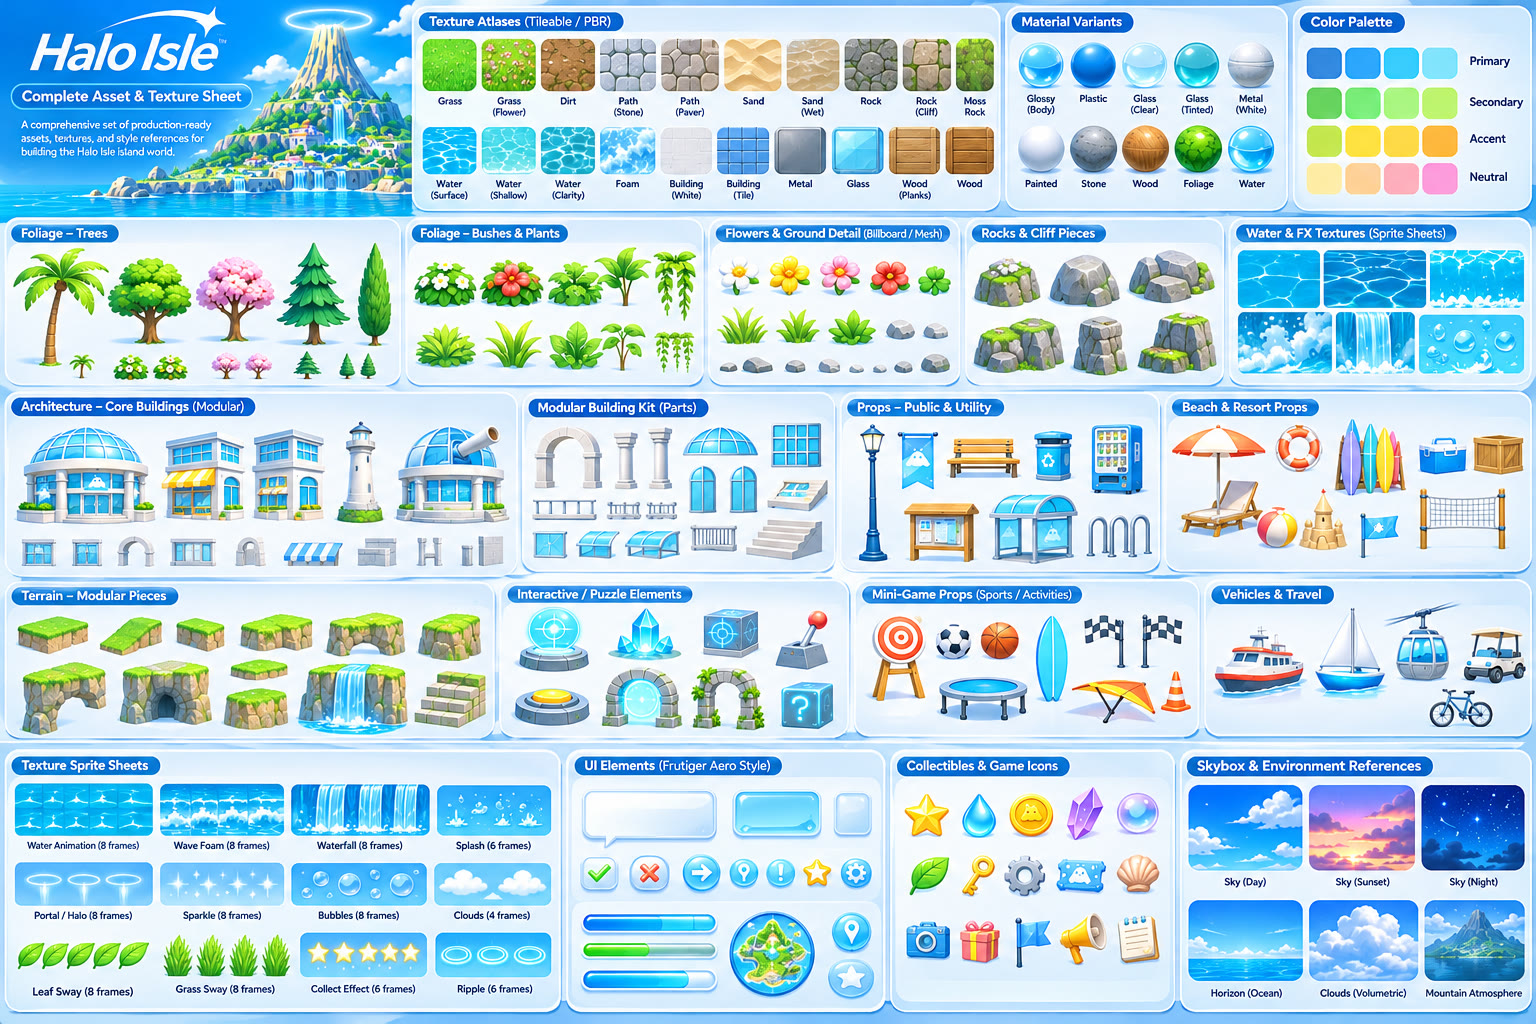 Halo Isle™
Complete Asset & Texture Sheet
A comprehensive set of production-ready
assets, textures, and style references for
building the Halo Isle island world.
Texture Atlases (Tileable / PBR)
Grass
Grass
(Flower)
Dirt
Path
(Stone)
Path
(Paver)
Sand
Sand
(Wet)
Rock
Rock
(Cliff)
Moss
Rock
Water
(Surface)
Water
(Shallow)
Water
(Clarity)
Foam
Building
(White)
Building
(Tile)
Metal
Glass
Wood
(Planks)
Wood
Material Variants
Glossy
(Body)
Plastic
Glass
(Clear)
Glass
(Tinted)
Metal
(White)
Painted
Stone
Wood
Foliage
Water
Color Palette
Primary
Secondary
Accent
Neutral
Foliage – Trees
Foliage – Bushes & Plants
Flowers & Ground Detail (Billboard / Mesh)
Rocks & Cliff Pieces
Water & FX Textures (Sprite Sheets)
Architecture – Core Buildings (Modular)
Modular Building Kit (Parts)
Props – Public & Utility
Beach & Resort Props
Terrain – Modular Pieces
Interactive / Puzzle Elements
?
Mini-Game Props (Sports / Activities)
Vehicles & Travel
Texture Sprite Sheets
Water Animation (8 frames)
Wave Foam (8 frames)
Waterfall (8 frames)
Splash (6 frames)
Portal / Halo (8 frames)
Sparkle (8 frames)
Bubbles (8 frames)
Clouds (4 frames)
Leaf Sway (8 frames)
Grass Sway (8 frames)
Collect Effect (6 frames)
Ripple (6 frames)
UI Elements (Frutiger Aero Style)
!
Collectibles & Game Icons
Skybox & Environment References
Sky (Day)
Sky (Sunset)
Sky (Night)
Horizon (Ocean)
Clouds (Volumetric)
Mountain Atmosphere